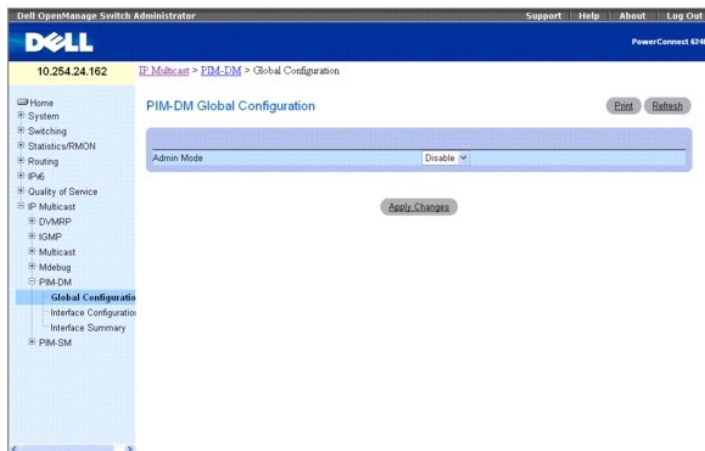 Dell OpenManage Switch Administrator
Support Help About Log Out
DELL
PowerConnect
10.254.24.162
IP Multicast > PIM-DM > Global Configuration
Home
System
Switching
Statistics/RMON
Routing
IPv6
Quality of Service
IP Multicast
DVMRP
IGMP
Multicast
Mdebug
PIM-DM
Global Configuratio
Interface Configuration
Interface Summary
PIM-SM
PIM-DM Global Configuration
Print Refresh
Admin Mode Disable
Apply Changes